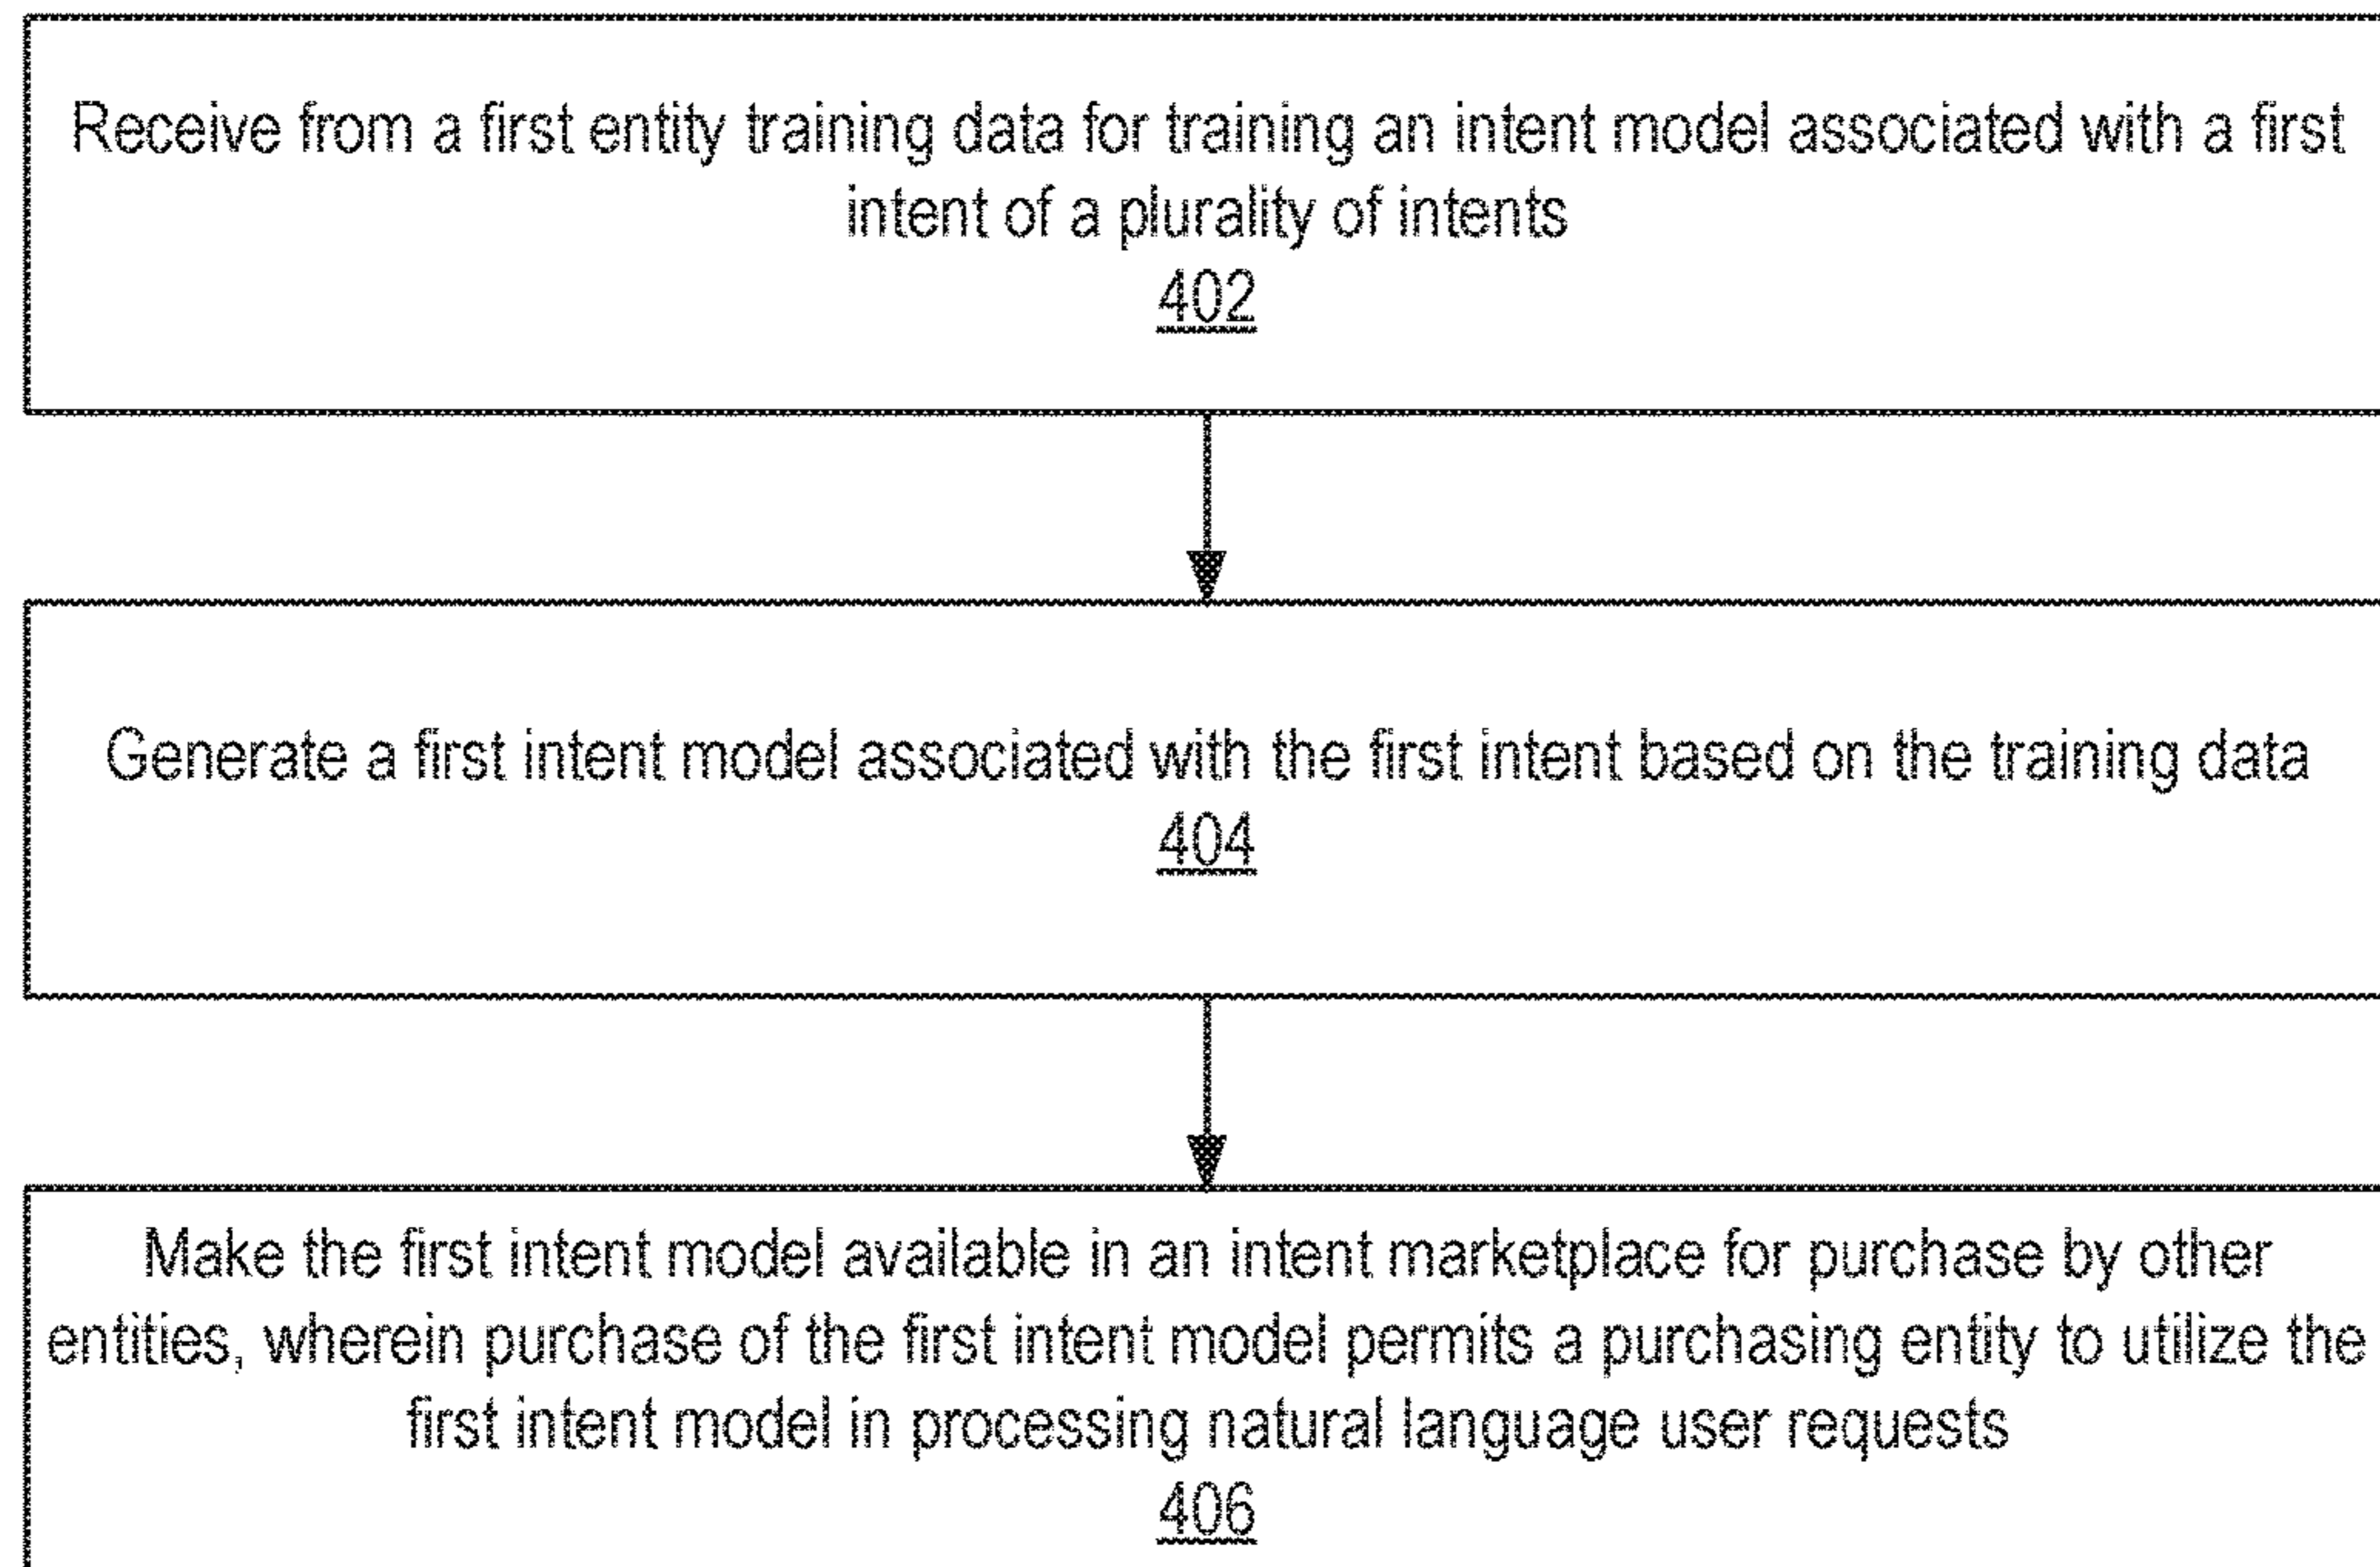 Receive from a first entity training data for training an intent model associated with a first
intent of a plurality of intents
402
Generate a first intent model associated with the first intent based on the training data
404
Make the first intent model available in an intent marketplace for purchase by other
entities, wherein purchase of the first intent model permits a purchasing entity to utilize the
first intent model in processing natural language user requests
406